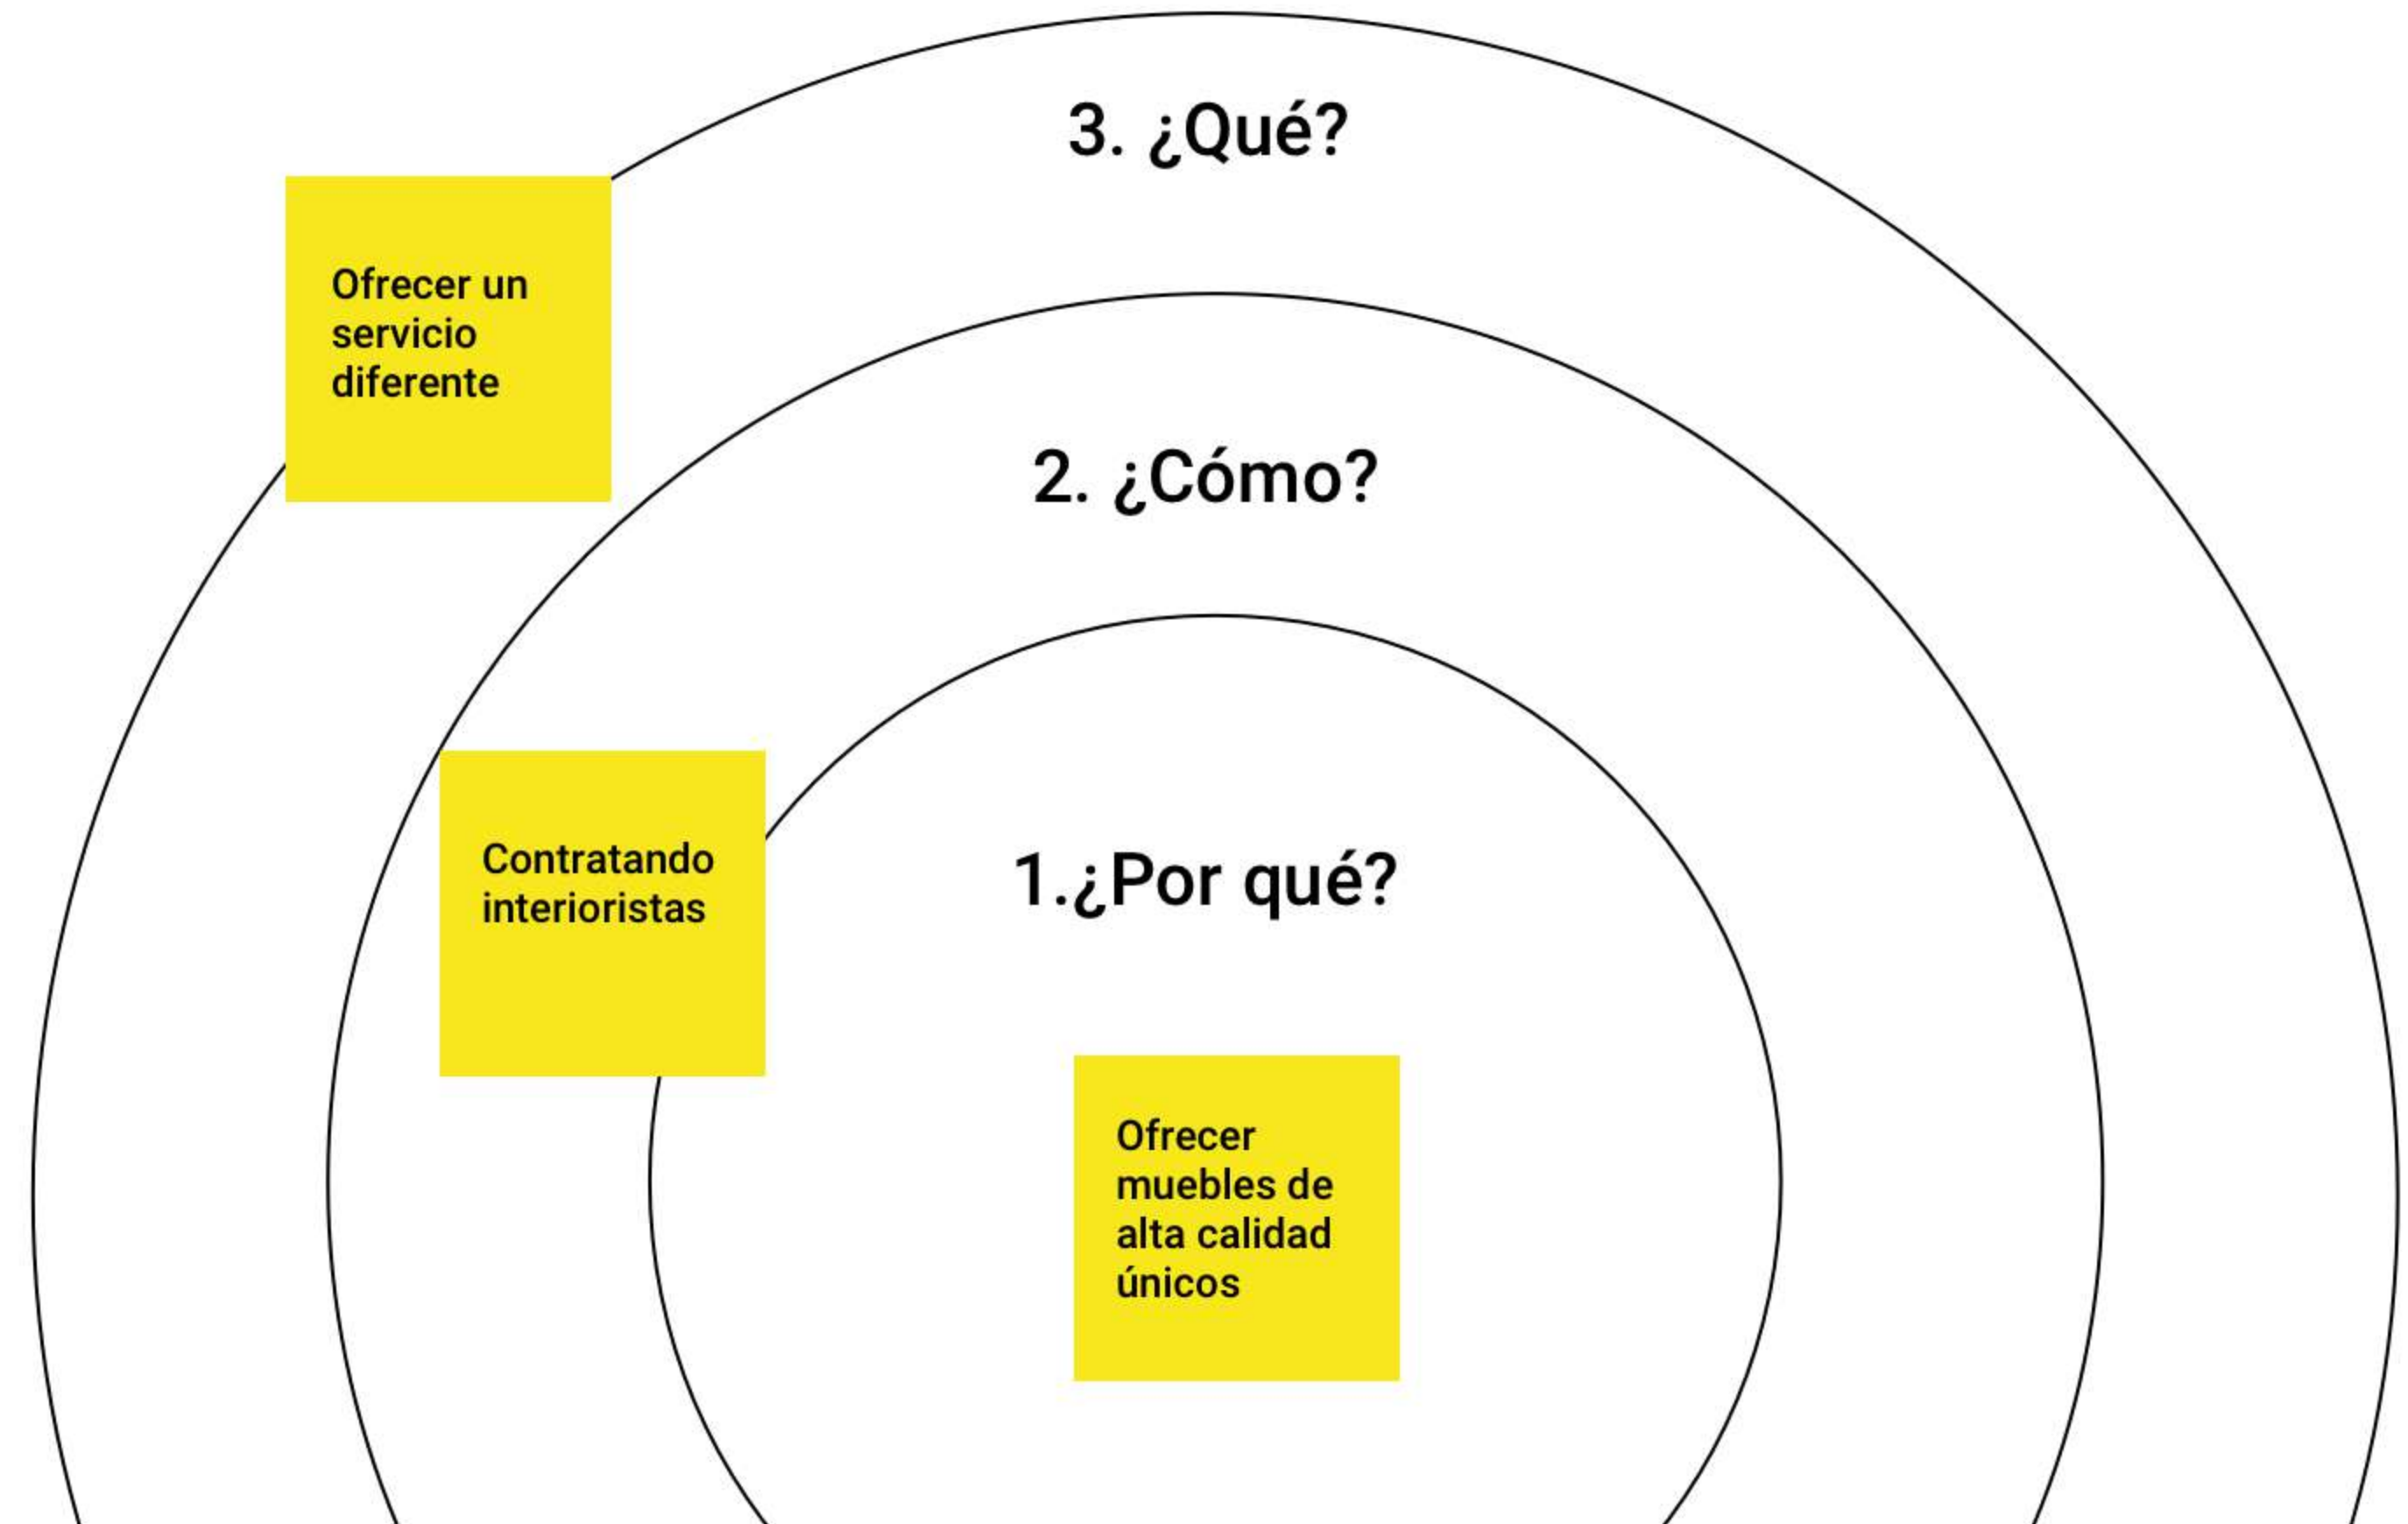 3. ¿Qué?
Ofrecer un
servicio
diferente
2. ¿Cómo?
Contratando
interioristas
1.¿Por qué?
Ofrecer
muebles de
alta calidad
únicos